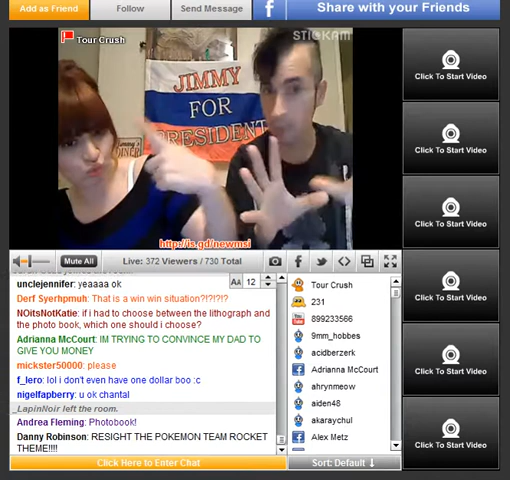 Add as Friend
Follow
Send Message
f
Share with your Friends
Tour Crush
STICKAM
JIMMY
FOR
PRESIDENT
DINER
http://is.gd/newmsi
Click To Start Video
Click To Start Video
Click To Start Video
Click To Start Video
Click To Start Video
Click To Start Video
Mute All
Live: 372 Viewers / 730 Total
AA 12
unclejennifer: yeaaaa ok
Derf Syerhpmuh: That is a win win situation?!?!?!?
NOitsNotKatie: if i had to choose between the lithograph and
the photo book, which one should i choose?
Adrianna McCourt: IM TRYING TO CONVINCE MY DAD TO
GIVE YOU MONEY
mickster50000: please
f_lero: lol i don't even have one dollar boo :c
nigelfapberry: u ok chantal
_LapinNoir left the room.
Andrea Fleming: Photobook!
Danny Robinson: RESIGHT THE POKEMON TEAM ROCKET
THEME!!!!
Tour Crush
231
899233566
9mm_hobbes
acidberzerk
Adrianna McCourt
ahrynmeow
aiden48
akaraychul
Alex Metz
Click Here to Enter Chat
Sort: Default